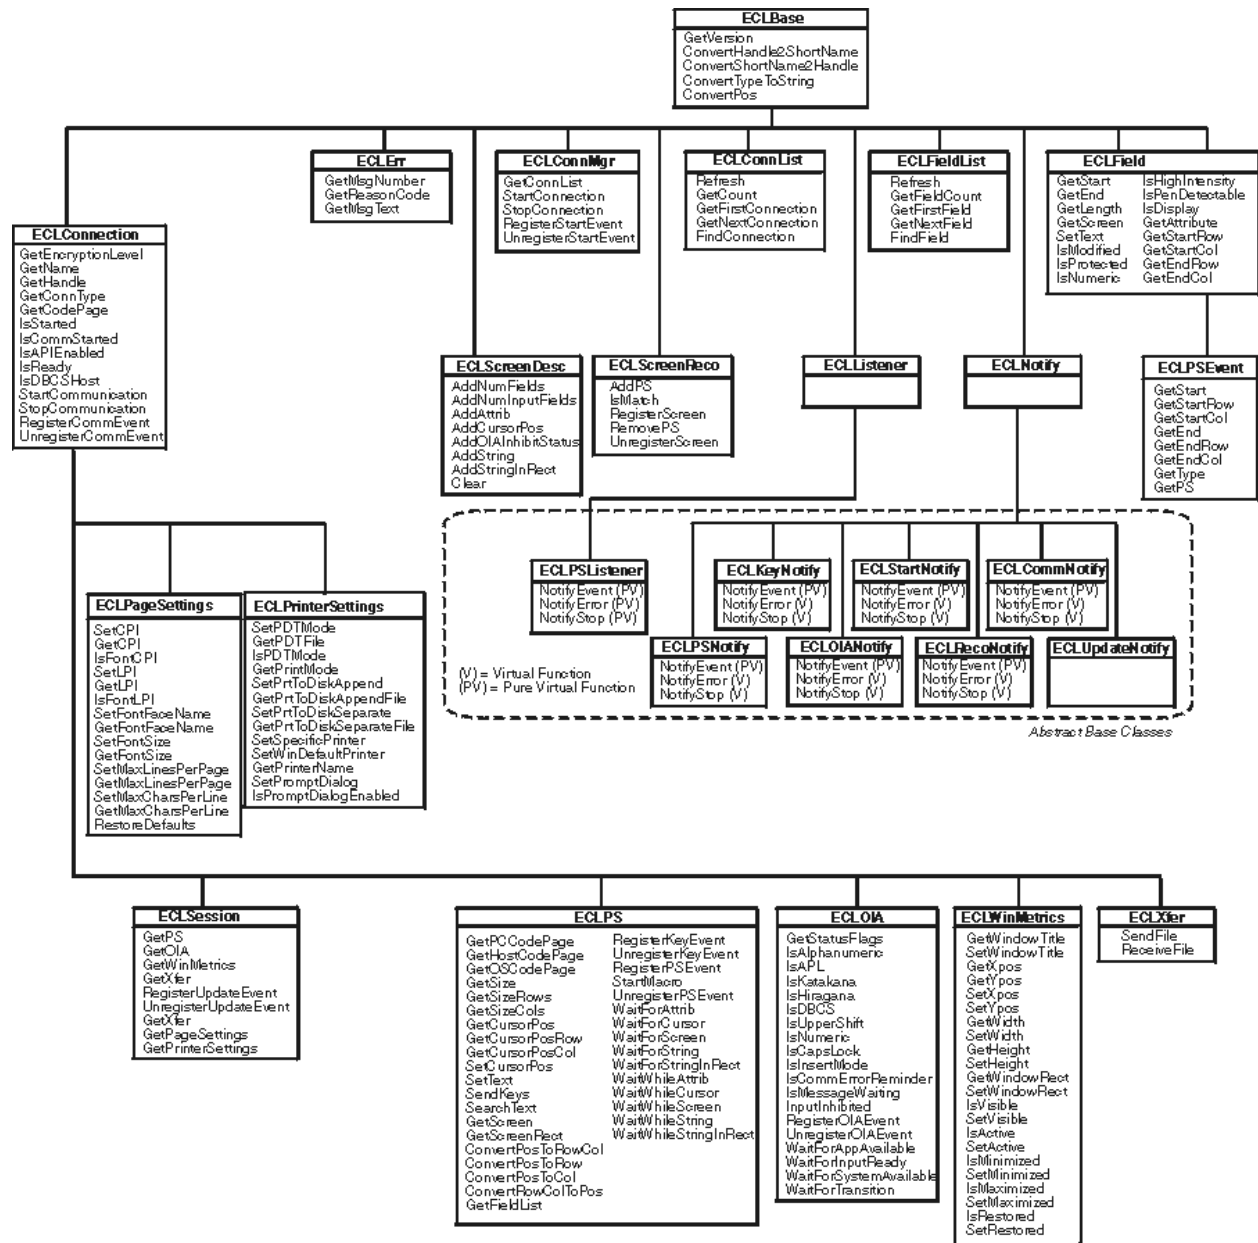 ECLBase
GetVersion
ConvertHandle2ShortName
ConvertShortName2Handle
ConvertTypeToString
ConvertPos
ECLErr
GetMsgNumber
GetReasonCode
GetMsgText
ECLConnMgr
GetConnList
StartConnection
StopConnection
RegisterStartEvent
UnregisterStartEvent
ECLConnList
Refresh
GetCount
GetFirstConnection
GetNextConnection
FindConnection
ECLFieldList
Refresh
GetFieldCount
GetFirstField
GetNextField
FindField
ECLField
GetStart
GetEnd
GetLength
GetScreen
SetText
IsModified
IsProtected
IsNumeric
IsHighIntensity
IsPenDetectable
IsDisplay
GetAttribute
GetStartRow
GetStartCol
GetEndRow
GetEndCol
ECLConnection
GetEncryptionLevel
GetName
GetHandle
GetConnType
GetCodePage
IsStarted
IsCommStarted
IsAPIEnabled
IsReady
IsDBCSHost
StartCommunication
StopCommunication
RegisterCommEvent
UnregisterCommEvent
ECLScreenDesc
AddNumFields
AddNumInputFields
AddAttrib
AddCursorPos
AddOIAInhibitStatus
AddString
AddStringInRect
Clear
ECLScreenReco
AddPS
IsMatch
RegisterScreen
RemovePS
UnregisterScreen
ECLListener
ECLNotify
ECLPSEvent
GetStart
GetStartRow
GetStartCol
GetEnd
GetEndRow
GetEndCol
GetType
GetPS
ECLPSListener
NotifyEvent (PV)
NotifyError (PV)
NotifyStop (PV)
ECLKeyNotify
NotifyEvent (PV)
NotifyError (V)
NotifyStop (V)
ECLStartNotify
NotifyEvent (PV)
NotifyError (V)
NotifyStop (V)
ECLCommNotify
NotifyEvent (PV)
NotifyError (V)
NotifyStop (V)
ECLPSNotify
NotifyEvent (PV)
NotifyError (V)
NotifyStop (V)
ECLOIANotify
NotifyEvent (PV)
NotifyError (V)
NotifyStop (V)
ECLRecoNotify
NotifyEvent (PV)
NotifyError (V)
NotifyStop (V)
ECLUpdateNotify
(V) = Virtual Function
(PV) = Pure Virtual Function
Abstract Base Classes
ECLPageSettings
SetCPI
GetCPI
IsFontCPI
SetLPI
GetLPI
IsFontLPI
SetFontFaceName
GetFontFaceName
SetFontSize
GetFontSize
SetMaxLinesPerPage
GetMaxLinesPerPage
SetMaxCharsPerLine
GetMaxCharsPerLine
RestoreDefaults
ECLPrinterSettings
SetPDTMode
GetPDTFile
IsPDTMode
GetPrintMode
SetPrtToDiskAppend
GetPrtToDiskAppendFile
SetPrtToDiskSeparate
GetPrtToDiskSeparateFile
SetSpecificPrinter
SetWinDefaultPrinter
GetPrinterName
SetPromptDialog
IsPromptDialogEnabled
ECLSession
GetPS
GetOIA
GetWinMetrics
GetXfer
RegisterUpdateEvent
UnregisterUpdateEvent
GetXfer
GetPageSettings
GetPrinterSettings
ECLPS
GetPCCodePage
GetHostCodePage
GetOSCodePage
GetSize
GetSizeRows
GetSizeCols
GetCursorPos
GetCursorPosRow
GetCursorPosCol
SetCursorPos
SetText
SendKeys
SearchText
GetScreen
GetScreenRect
ConvertPosToRowCol
ConvertPosToRow
ConvertPosToCol
ConvertRowColToPos
GetFieldList
RegisterKeyEvent
UnregisterKeyEvent
RegisterPSEvent
StartMacro
UnregisterPSEvent
WaitForAttrib
WaitForCursor
WaitForScreen
WaitForString
WaitForStringInRect
WaitWhileAttrib
WaitWhileCursor
WaitWhileScreen
WaitWhileString
WaitWhileStringInRect
ECLOIA
GetStatusFlags
IsAlphanumeric
IsAPL
IsKatakana
IsHiragana
IsDBCS
IsUpperShift
IsNumeric
IsCapsLock
IsInsertMode
IsCommErrorReminder
IsMessageWaiting
InputInhibited
RegisterOIAEvent
UnregisterOIAEvent
WaitForAppAvailable
WaitForInputReady
WaitForSystemAvailable
WaitForTransition
ECLWinMetrics
GetWindowTitle
SetWindowTitle
GetXpos
GetYpos
SetXpos
SetYpos
GetWidth
SetWidth
GetHeight
SetHeight
GetWindowRect
SetWindowRect
IsVisible
SetVisible
IsActive
SetActive
IsMinimized
SetMinimized
IsMaximized
SetMaximized
IsRestored
SetRestored
ECLXfer
SendFile
ReceiveFile